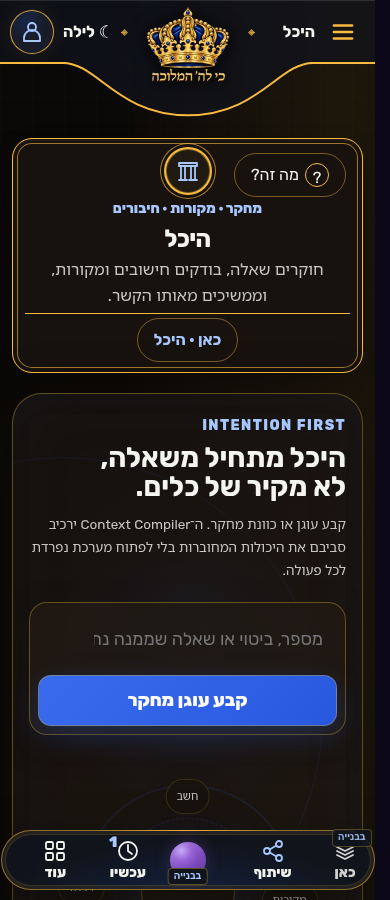 היכל
☾ לילה
כי לה' המלוכה
מה זה? ?
מחקר • מקורות • חיבורים
היכל
חוקרים שאלה, בודקים חישובים ומקורות,
וממשיכים מאותו הקשר.
כאן • היכל
INTENTION FIRST
היכל מתחיל משאלה,
לא מקיר של כלים.
קבע עוגן או כוונת מחקר. ה־Context Compiler ירכיב
סביבם את היכולות המחוברות בלי לפתוח מערכת נפרדת
לכל פעולה.
מספר, ביטוי או שאלה שממנה נת
קבע עוגן מחקר
חשב
בבנייה
כאן
שיתוף
בבנייה
1
עכשיו
עוד